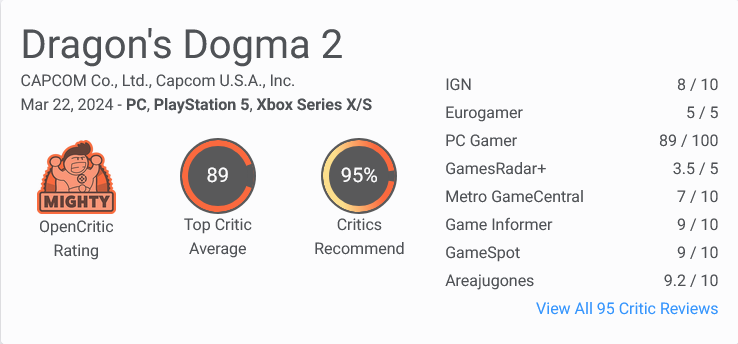 Dragon's Dogma 2
CAPCOM Co., Ltd., Capcom U.S.A., Inc.
Mar 22, 2024 - PC, PlayStation 5, Xbox Series X/S
MIGHTY
OpenCritic
Rating
89
Top Critic
Average
95%
Critics
Recommend
IGN 8 / 10
Eurogamer 5 / 5
PC Gamer 89 / 100
GamesRadar+ 3.5 / 5
Metro GameCentral 7 / 10
Game Informer 9 / 10
GameSpot 9 / 10
Areajugones 9.2 / 10
View All 95 Critic Reviews